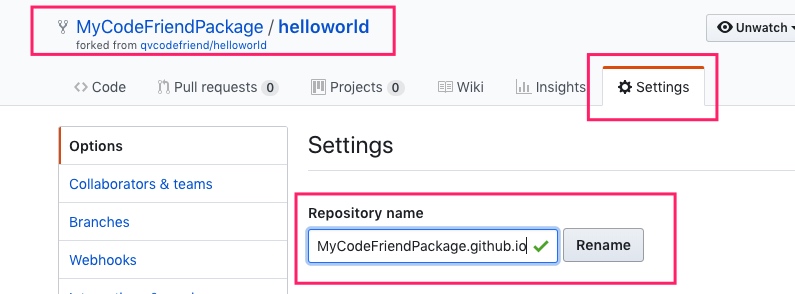 MyCodeFriendPackage / helloworld
forked from qvcodefriend/helloworld
Unwatch
Code Pull requests 0 Projects 0 Wiki Insights Settings
Options
Settings
Collaborators & teams
Branches
Repository name
Webhooks
MyCodeFriendPackage.github.io Rename